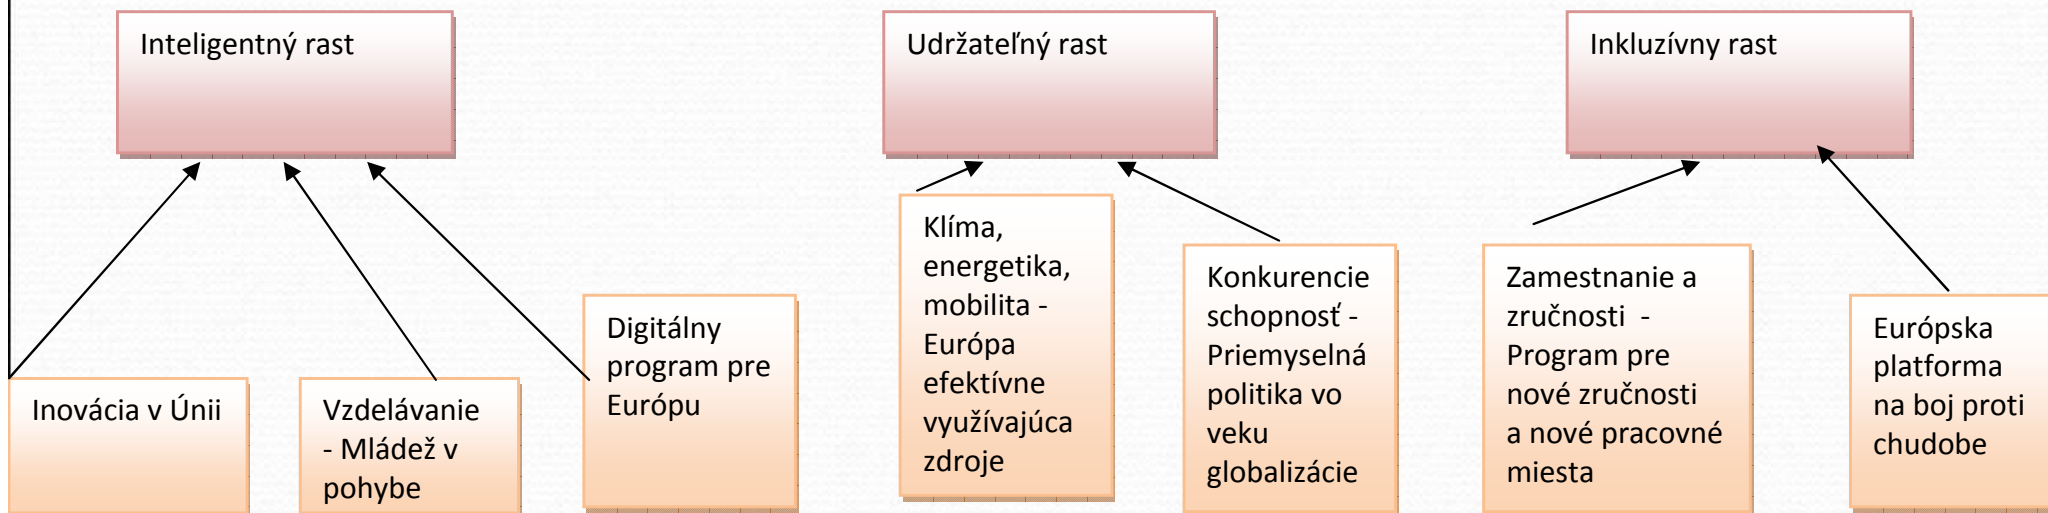 Inteligentný rast
Udržateľný rast
Inkluzívny rast
Inovácia v Únii
Vzdelávanie
- Mládež v
pohybe
Digitálny
program pre
Európu
Klíma,
energetika,
mobilita -
Európa
efektívne
využívajúca
zdroje
Konkurencie
schopnosť -
Priemyselná
politika vo
veku
globalizácie
Zamestnanie a
zručnosti -
Program pre
nové zručnosti
a nové pracovné
miesta
Európska
platforma
na boj proti
chudobe